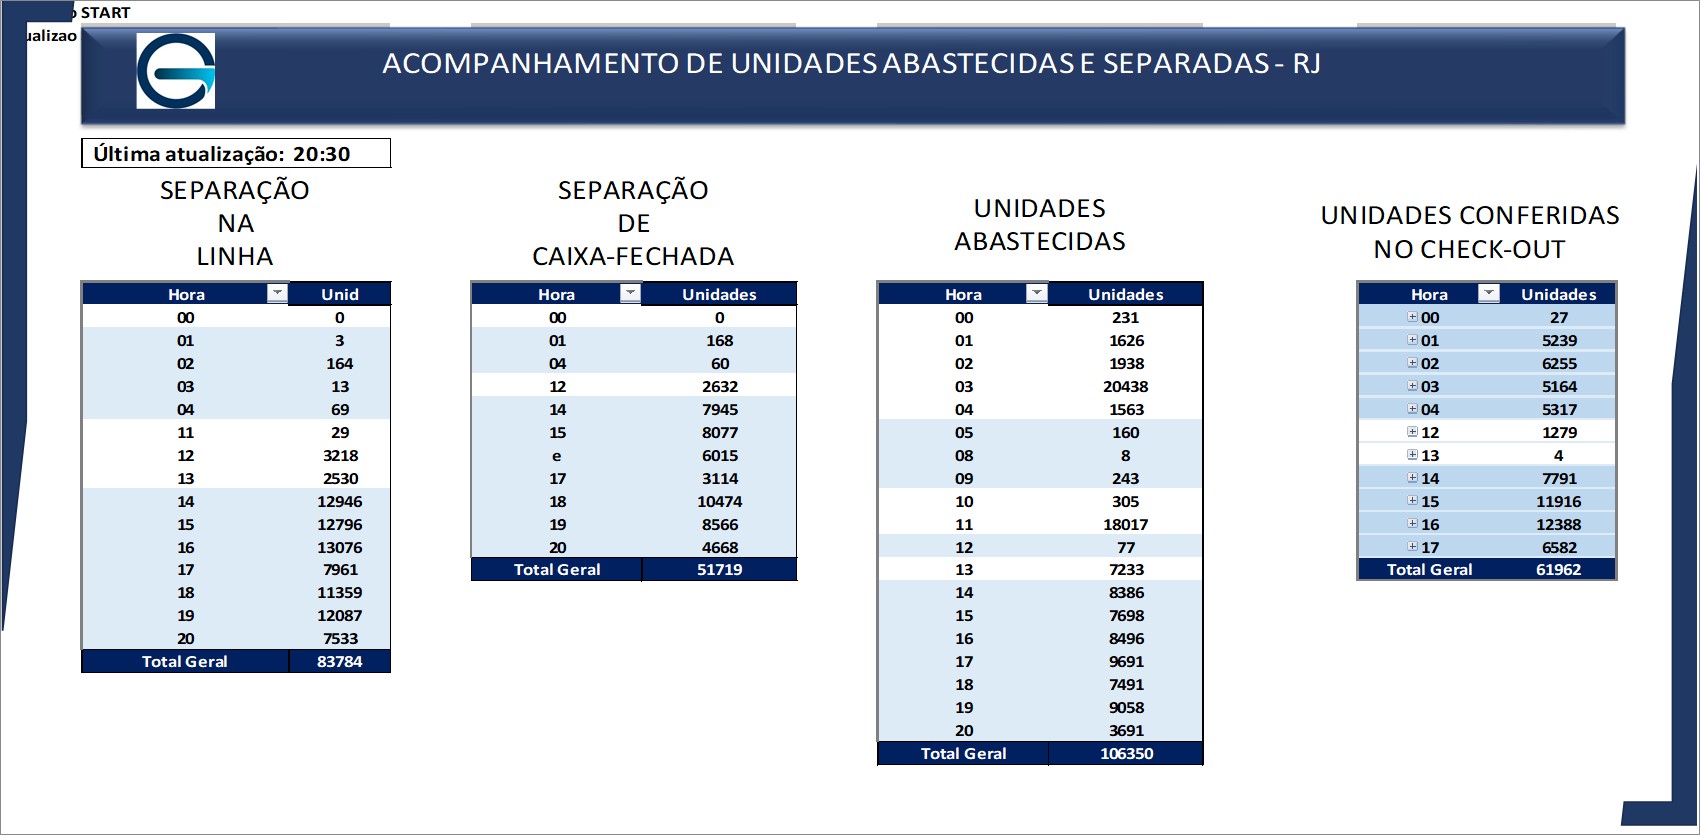 START
ualizao
ACOMPANHAMENTO DE UNIDADES ABASTECIDAS E SEPARADAS - RJ
Última atualização: 20:30
SEPARAÇÃO
NA
LINHA
Hora Unid
00 0
01 3
02 164
03 13
04 69
11 29
12 3218
13 2530
14 12946
15 12796
16 13076
17 7961
18 11359
19 12087
20 7533
Total Geral 83784
SEPARAÇÃO
DE
CAIXA-FECHADA
Hora Unidades
00 0
01 168
04 60
12 2632
14 7945
15 8077
e 6015
17 3114
18 10474
19 8566
20 4668
Total Geral 51719
UNIDADES
ABASTECIDAS
Hora Unidades
00 231
01 1626
02 1938
03 20438
04 1563
05 160
08 8
09 243
10 305
11 18017
12 77
13 7233
14 8386
15 7698
16 8496
17 9691
18 7491
19 9058
20 3691
Total Geral 106350
UNIDADES CONFERIDAS
NO CHECK-OUT
Hora Unidades
00 27
01 5239
02 6255
03 5164
04 5317
12 1279
13 4
14 7791
15 11916
16 12388
17 6582
Total Geral 61962